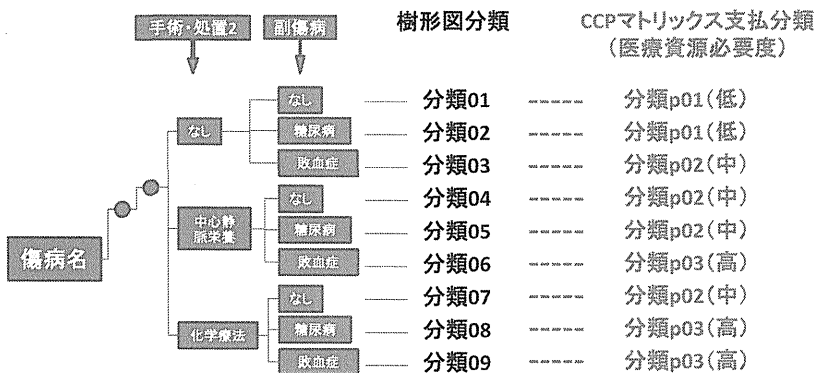 手術・処置2
副傷病
樹形図分類
CCPマトリックス支払分類
(医療資源必要度)
傷病名
なし
なし
分類01
分類p01(低)
糖尿病
分類02
分類p01(低)
敗血症
分類03
分類p02(中)
中心静
脈栄養
なし
分類04
分類p02(中)
糖尿病
分類05
分類p02(中)
敗血症
分類06
分類p03(高)
化学療法
なし
分類07
分類p02(中)
糖尿病
分類08
分類p03(高)
敗血症
分類09
分類p03(高)